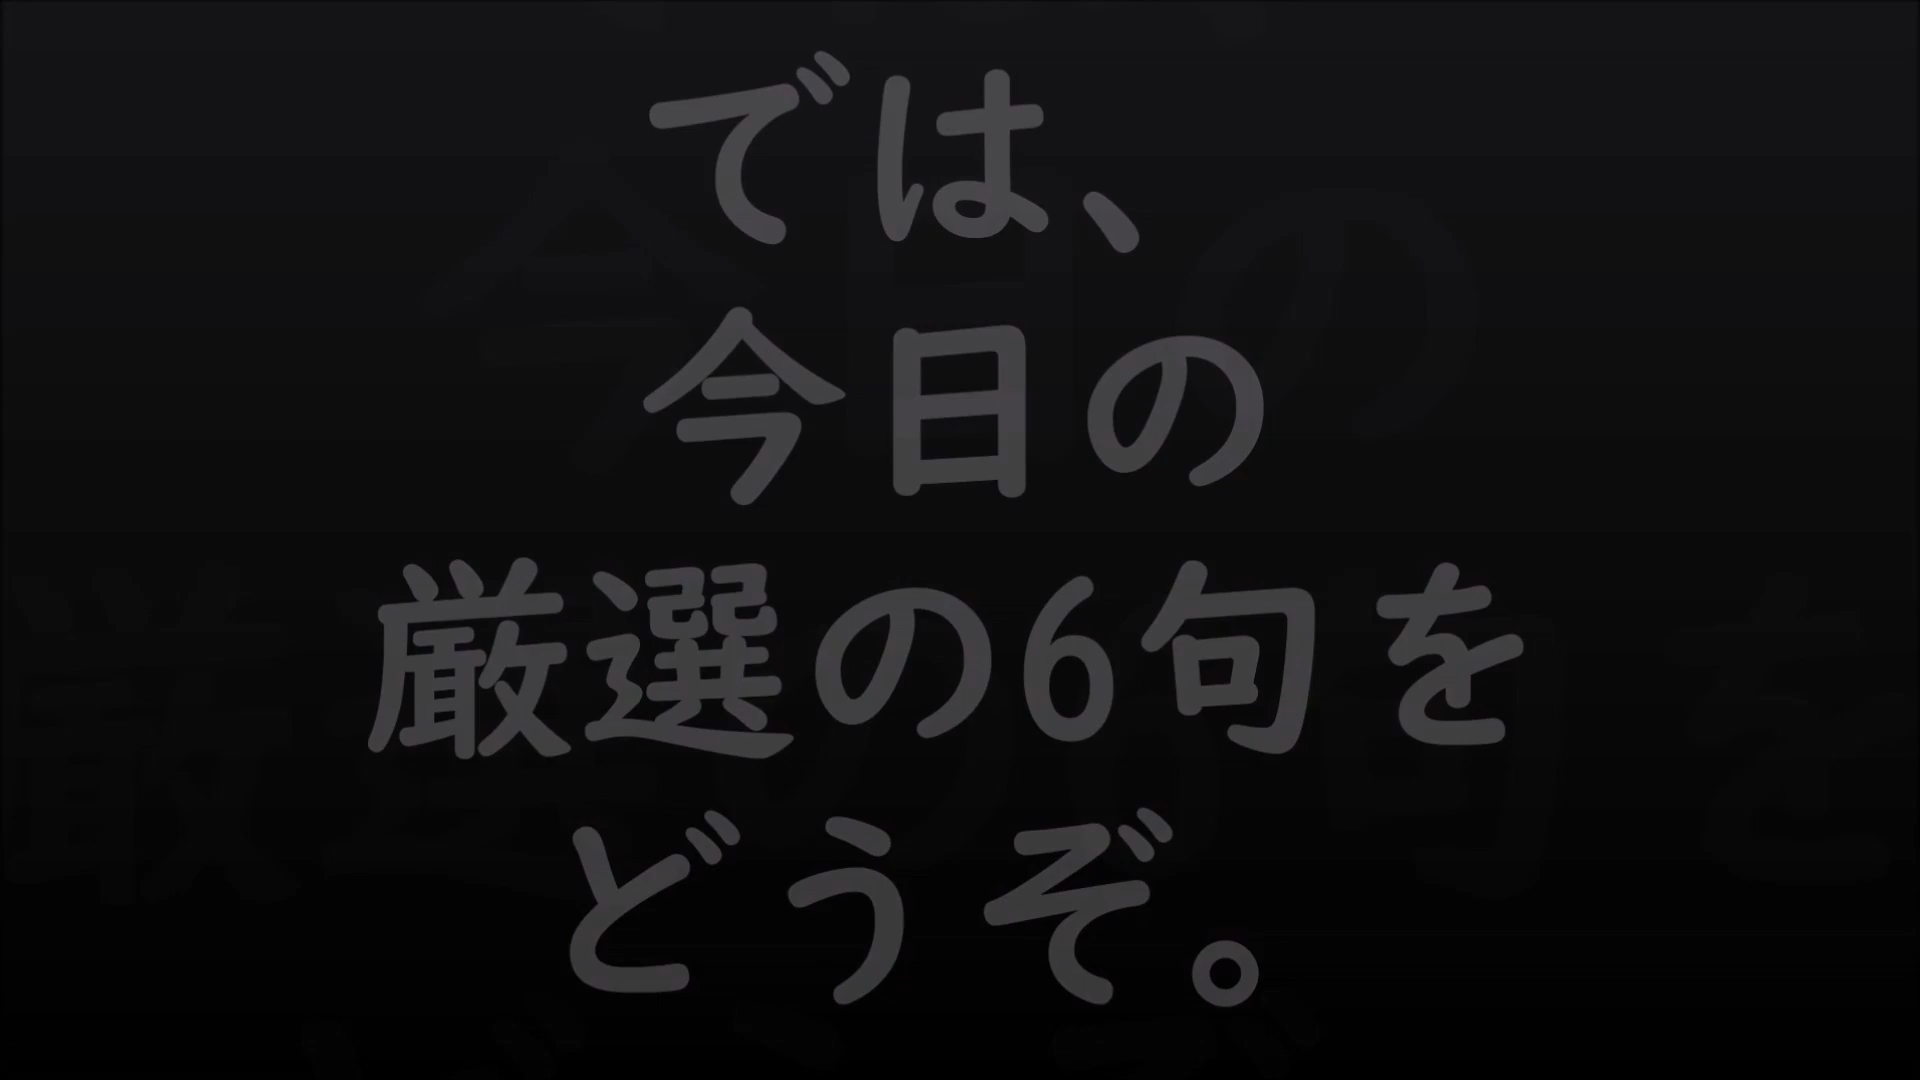 では、
今日の
厳選の6句を
どうぞ。